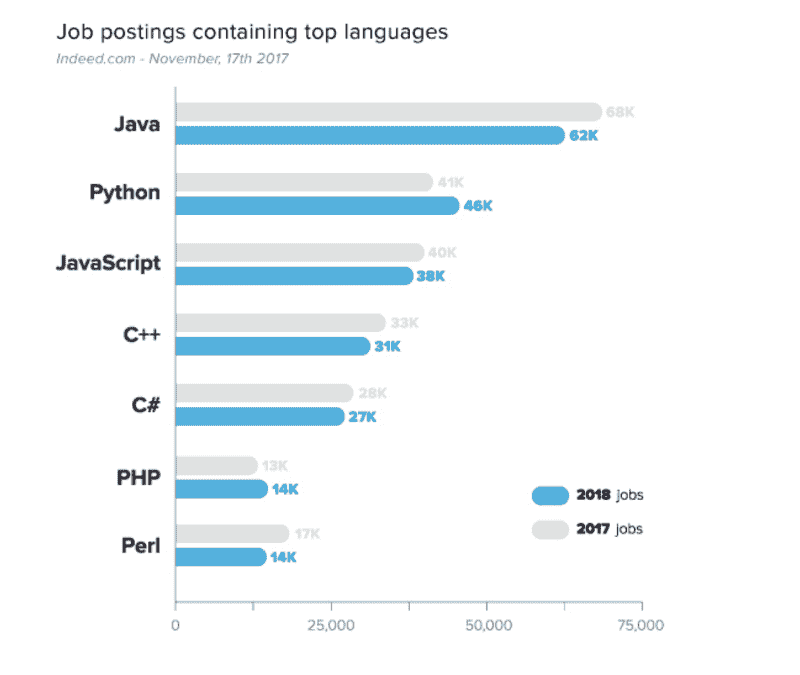 Job postings containing top languages
Indeed.com - November, 17th 2017
Java
68K
62K
Python
41K
46K
JavaScript
40K
38K
C++
33K
31K
C#
28K
27K
PHP
13K
14K
Perl
17K
14K
2018 jobs
2017 jobs
0 25,000 50,000 75,000